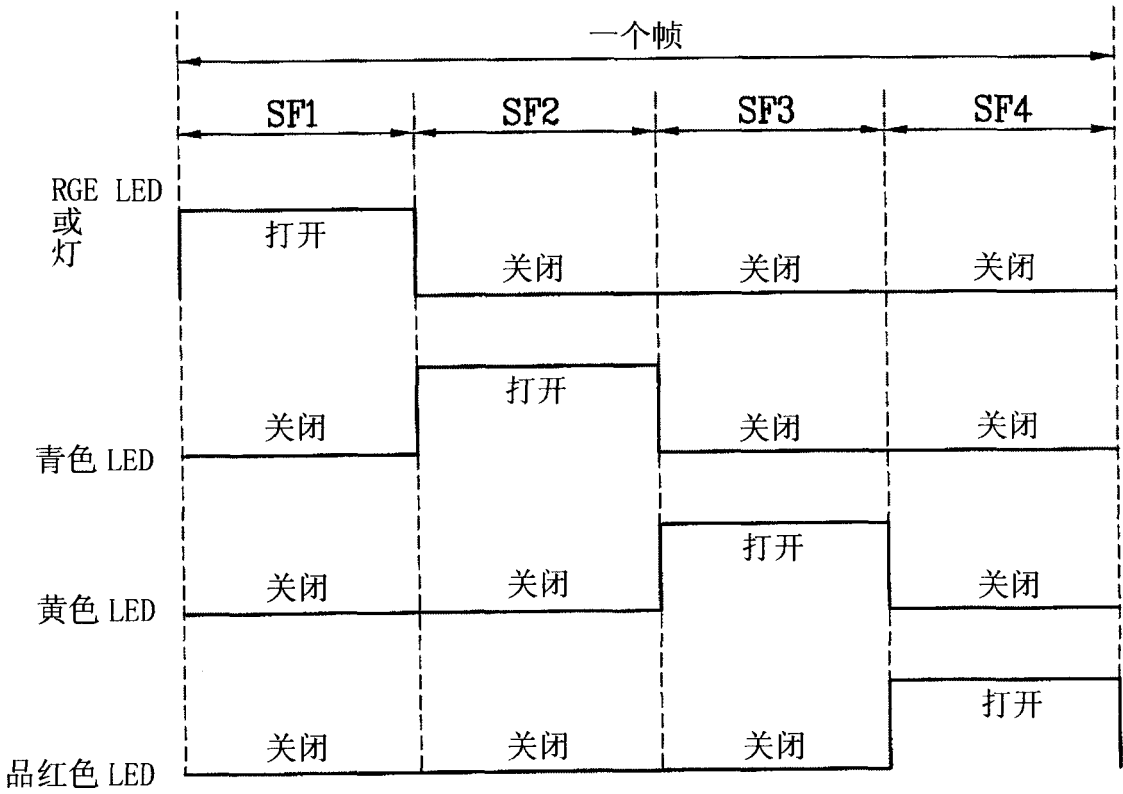 一个帧
SF1 SF2 SF3 SF4
RGE LED
或
灯
打开 关闭 关闭 关闭
青色 LED
关闭 打开 关闭 关闭
黄色 LED
关闭 关闭 打开 关闭
品红色 LED
关闭 关闭 关闭 打开